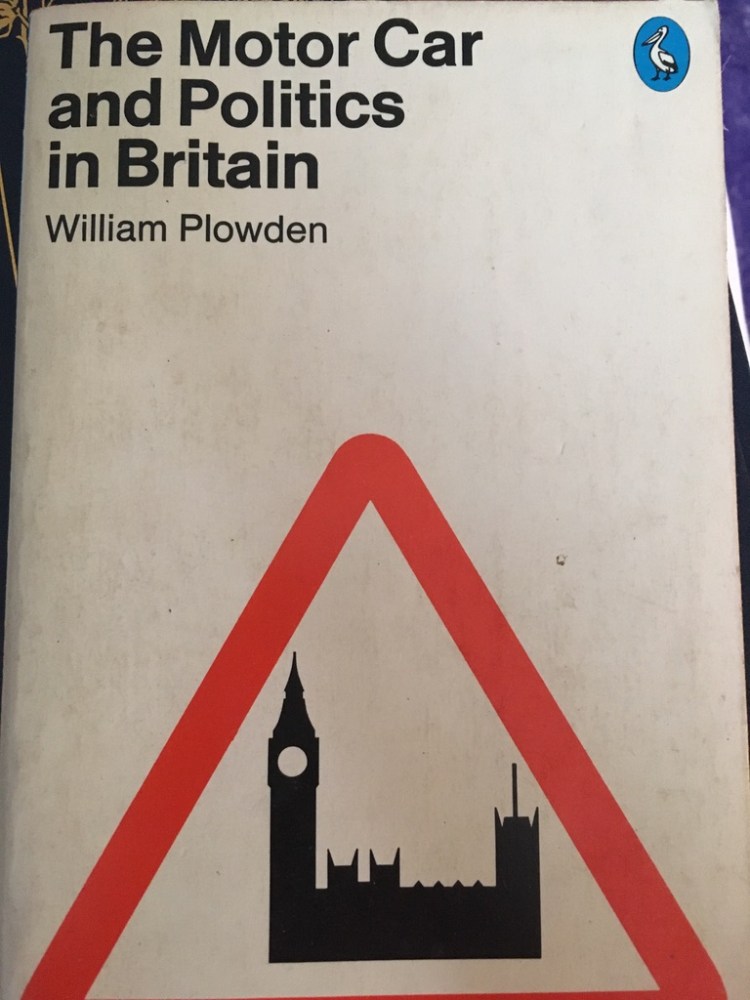 The Motor Car
and Politics
in Britain
William Plowden